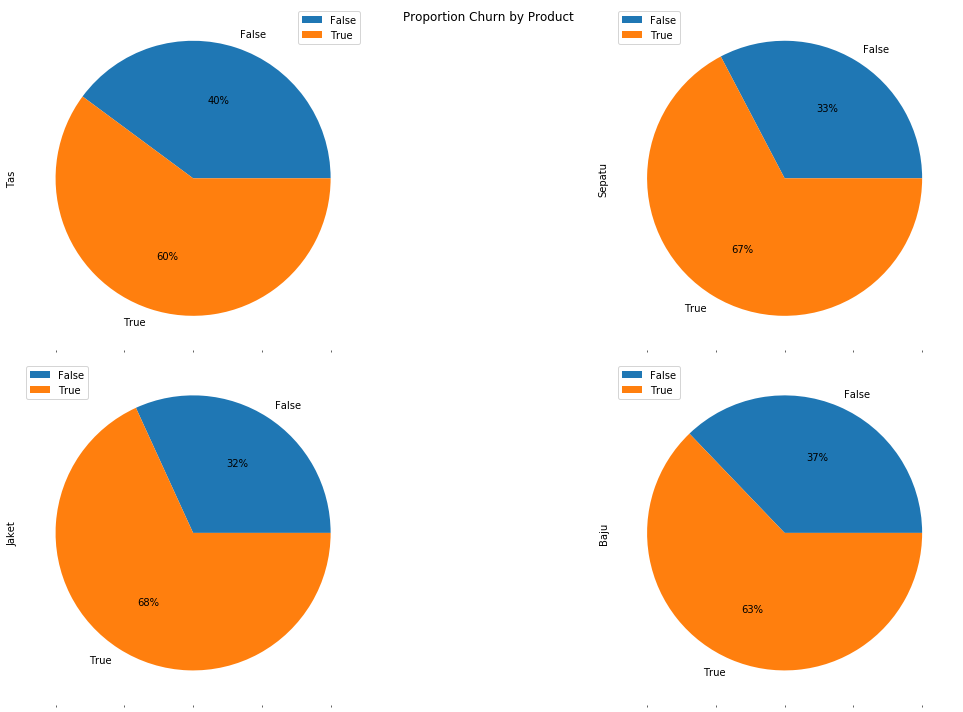 Proportion Churn by Product
False
True
False
40%
Tas
60%
True
False
True
False
33%
Sepatu
67%
True
False
True
False
32%
Jaket
68%
True
False
True
False
37%
Baju
63%
True